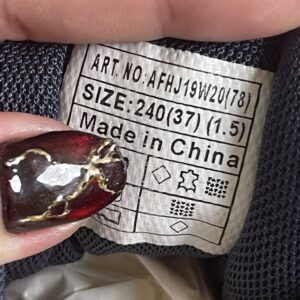 ART. NO: AFHJ19W20(78)
SIZE: 240(37) (1.5)
Made in China